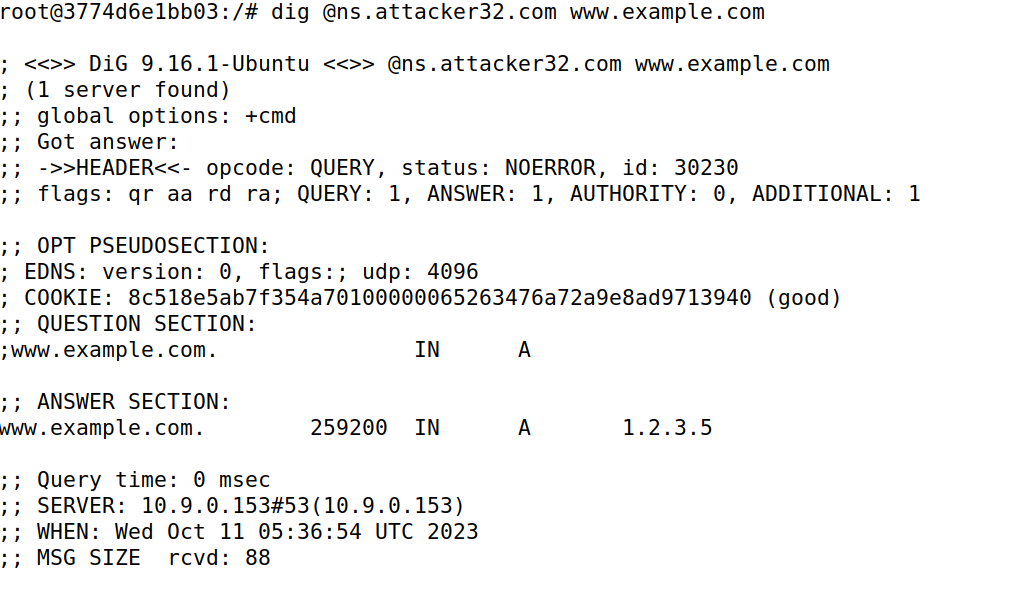 root@3774d6e1bb03:/# dig @ns.attacker32.com www.example.com
; <<>> DiG 9.16.1-Ubuntu <<>> @ns.attacker32.com www.example.com
; (1 server found)
;; global options: +cmd
;; Got answer:
;; ->>HEADER<<- opcode: QUERY, status: NOERROR, id: 30230
;; flags: qr aa rd ra; QUERY: 1, ANSWER: 1, AUTHORITY: 0, ADDITIONAL: 1
;; OPT PSEUDOSECTION:
; EDNS: version: 0, flags:; udp: 4096
; COOKIE: 8c518e5ab7f354a70100000065263476a72a9e8ad9713940 (good)
;; QUESTION SECTION:
;www.example.com. IN A
;; ANSWER SECTION:
www.example.com. 259200 IN A 1.2.3.5
;; Query time: 0 msec
;; SERVER: 10.9.0.153#53(10.9.0.153)
;; WHEN: Wed Oct 11 05:36:54 UTC 2023
;; MSG SIZE  rcvd: 88